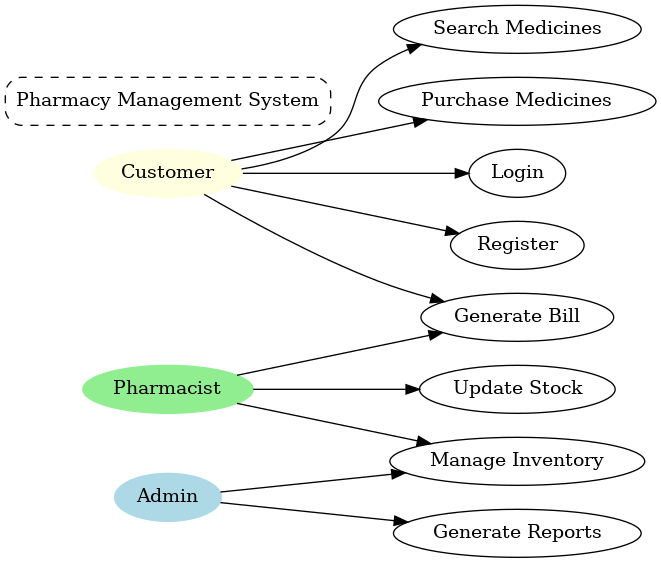 Search Medicines
Pharmacy Management System
Purchase Medicines
Customer
Login
Register
Generate Bill
Pharmacist
Update Stock
Manage Inventory
Admin
Generate Reports